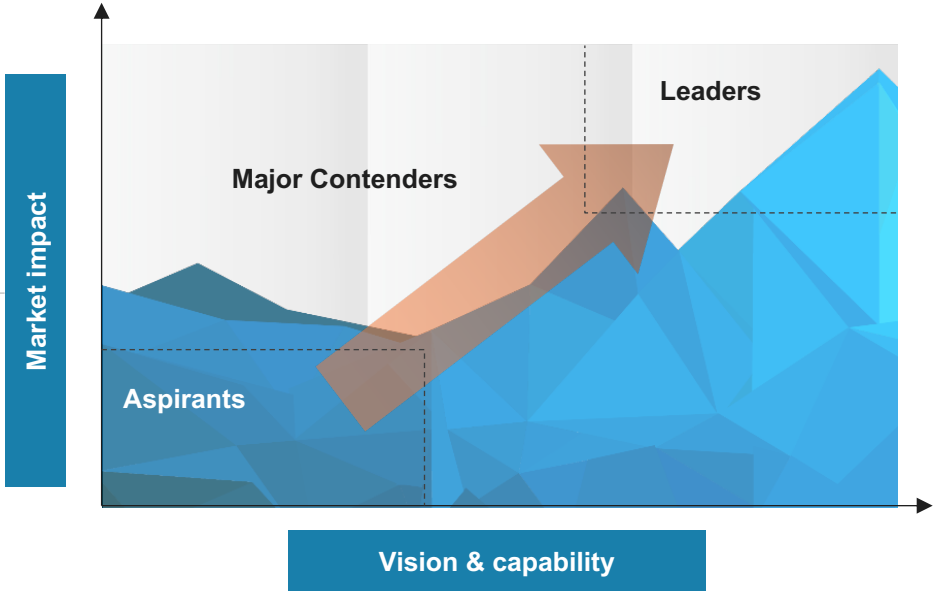 Leaders
Major Contenders
Market impact
Aspirants
Vision & capability